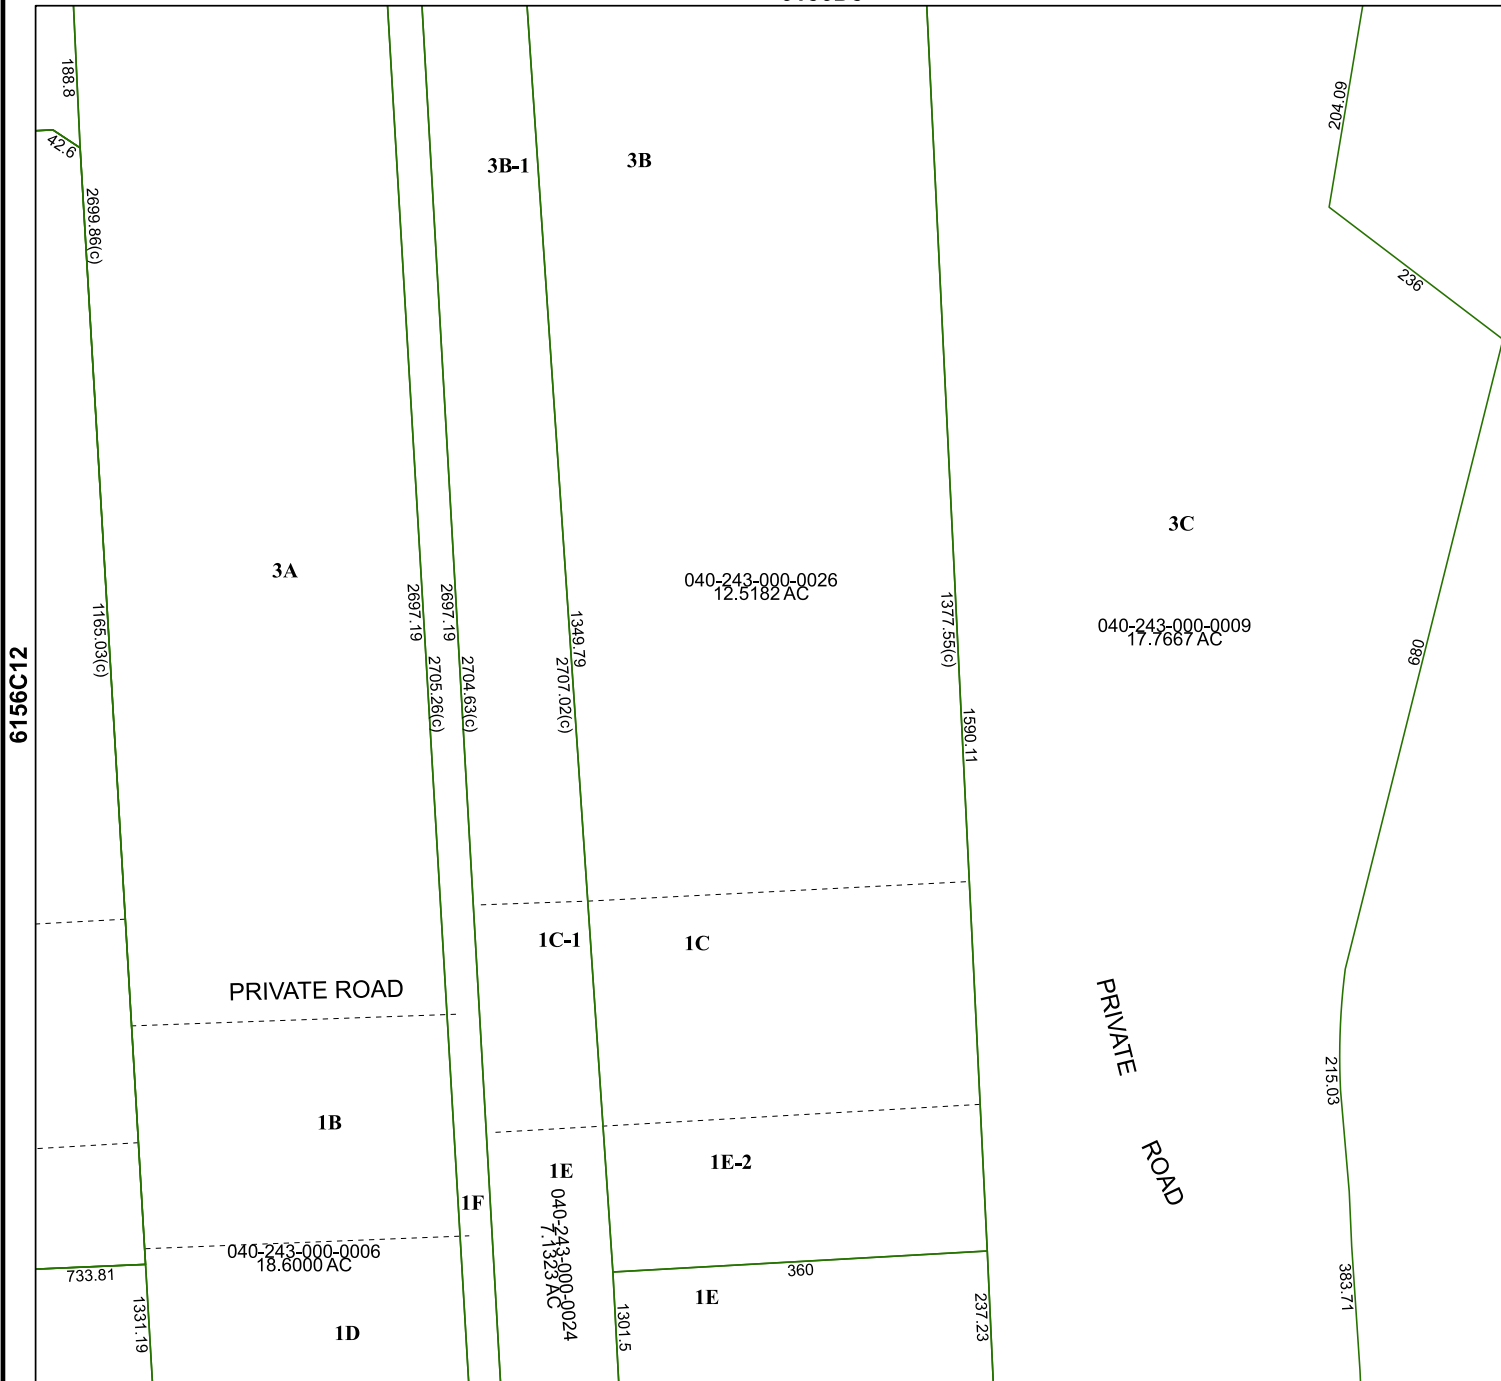 188.8
204.09
42.6
3B-1
3B
2699.86(c)
236
3C
3A
040-243-000-0026
12.5182 AC
2697.19
2697.19
1349.79
1377.55(c)
040-243-000-0009
17.7667 AC
1165.03(c)
680
6156C12
2705.26(c)
2704.63(c)
2707.02(c)
1590.11
1C-1
1C
PRIVATE ROAD
PRIVATE
215.03
1B
1E
1E-2
ROAD
1F
040-243-000-0006
18.6000 AC
040-243-000-0024
7.1323 AC
733.81
360
383.71
1E
1331.19
1D
1301.5
237.23